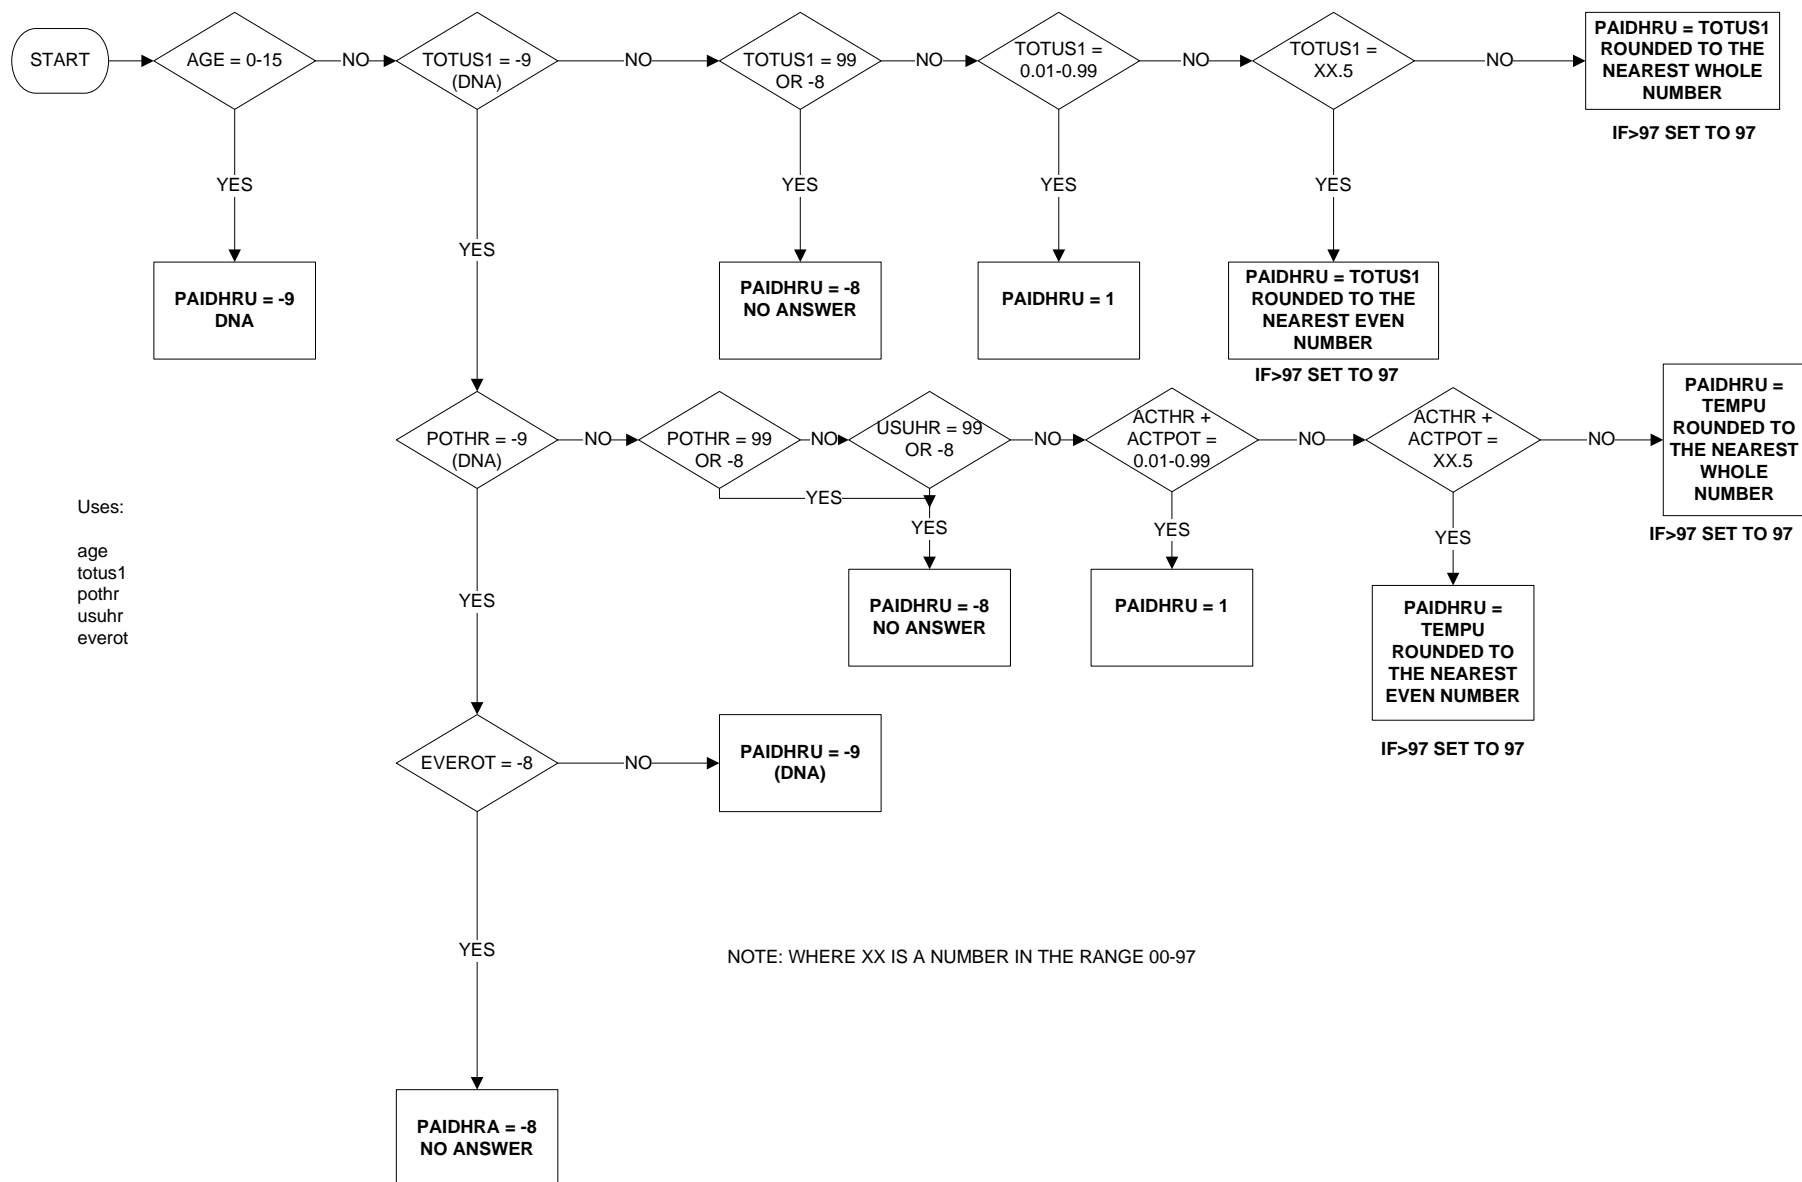 START
AGE = 0-15
NO
TOTUS1 = -9
(DNA)
NO
TOTUS1 = 99
OR -8
NO
TOTUS1 =
0.01-0.99
NO
TOTUS1 =
XX.5
NO
PAIDHRU = TOTUS1
ROUNDED TO THE
NEAREST WHOLE
NUMBER
IF>97 SET TO 97
YES
YES
YES
YES
YES
PAIDHRU = -9
DNA
PAIDHRU = -8
NO ANSWER
PAIDHRU = 1
PAIDHRU = TOTUS1
ROUNDED TO THE
NEAREST EVEN
NUMBER
IF>97 SET TO 97
POTHR = -9
(DNA)
NO
POTHR = 99
OR -8
NO
USUHR = 99
OR -8
NO
ACTHR +
ACTPOT =
0.01-0.99
NO
ACTHR +
ACTPOT =
XX.5
NO
PAIDHRU =
TEMPU
ROUNDED TO
THE NEAREST
WHOLE
NUMBER
IF>97 SET TO 97
YES
YES
YES
YES
YES
PAIDHRU = -8
NO ANSWER
PAIDHRU = 1
PAIDHRU =
TEMPU
ROUNDED TO
THE NEAREST
EVEN NUMBER
IF>97 SET TO 97
Uses:
age
totus1
pothr
usuhr
everot
EVEROT = -8
NO
PAIDHRU = -9
(DNA)
YES
NOTE: WHERE XX IS A NUMBER IN THE RANGE 00-97
PAIDHRA = -8
NO ANSWER